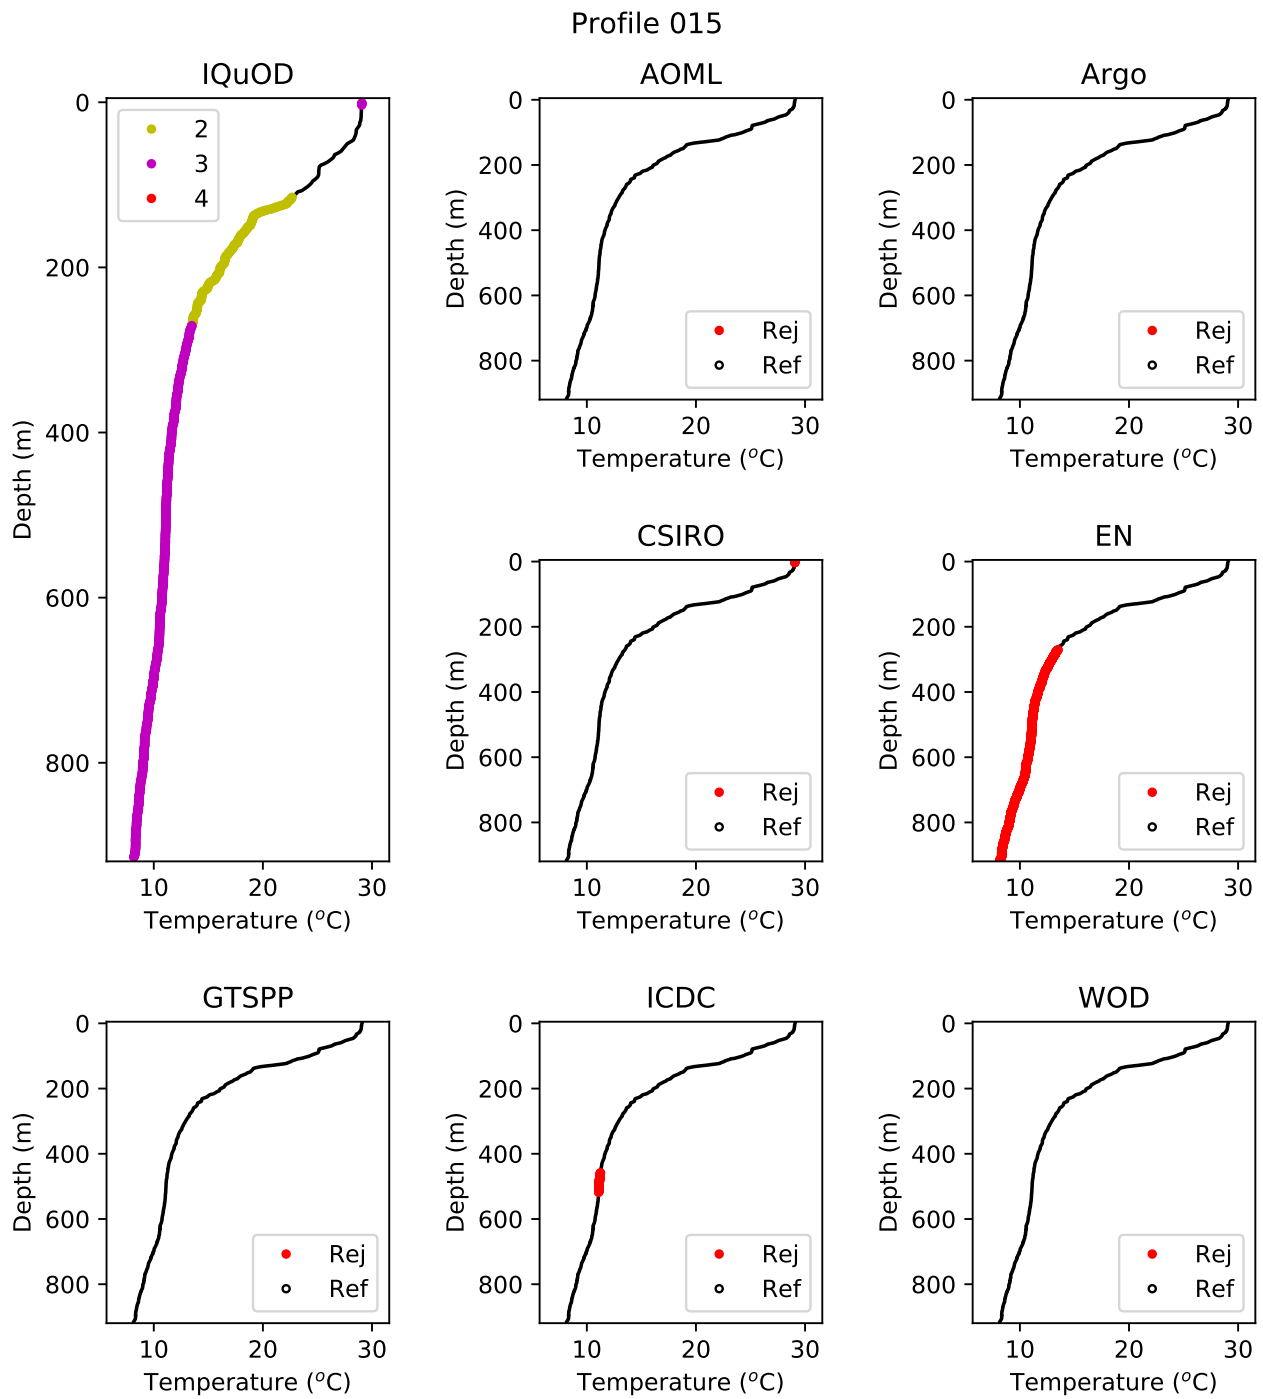 Profile 015
IQuOD
0
200
400
600
800
10 20 30
Depth (m)
Temperature (°C)
2
3
4
AOML
0
200
400
600
800
10 20 30
Depth (m)
Temperature (°C)
Rej
Ref
Argo
0
200
400
600
800
10 20 30
Depth (m)
Temperature (°C)
Rej
Ref
CSIRO
0
200
400
600
800
10 20 30
Depth (m)
Temperature (°C)
Rej
Ref
EN
0
200
400
600
800
10 20 30
Depth (m)
Temperature (°C)
Rej
Ref
GTSPP
0
200
400
600
800
10 20 30
Depth (m)
Temperature (°C)
Rej
Ref
ICDC
0
200
400
600
800
10 20 30
Depth (m)
Temperature (°C)
Rej
Ref
WOD
0
200
400
600
800
10 20 30
Depth (m)
Temperature (°C)
Rej
Ref